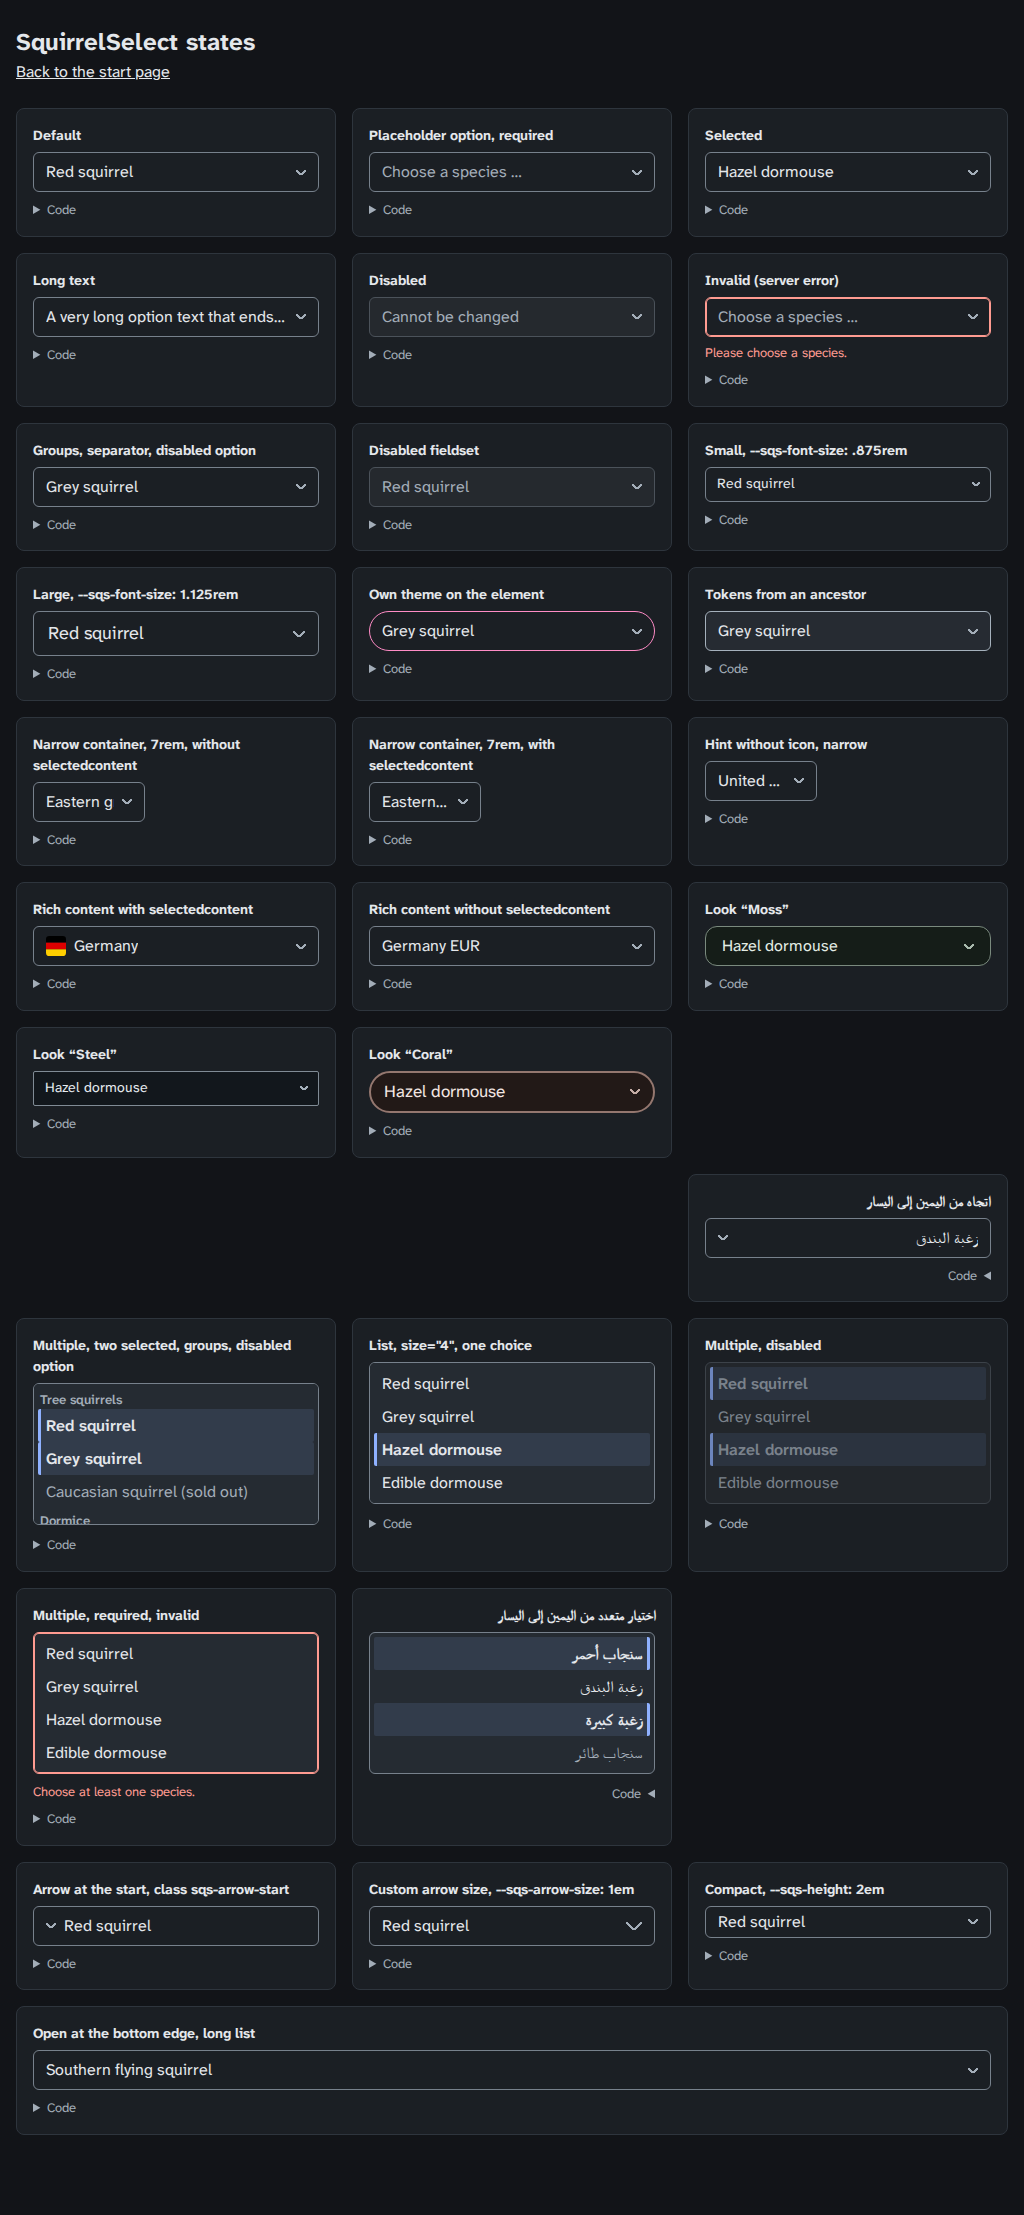 SquirrelSelect states
Back to the start page
Default
Red squirrel
Code
Placeholder option, required
Choose a species ...
Code
Selected
Hazel dormouse
Code
Long text
A very long option text that ends...
Code
Disabled
Cannot be changed
Code
Invalid (server error)
Choose a species ...
Please choose a species.
Code
Groups, separator, disabled option
Grey squirrel
Code
Disabled fieldset
Red squirrel
Code
Small, --sqs-font-size: .875rem
Red squirrel
Code
Large, --sqs-font-size: 1.125rem
Red squirrel
Code
Own theme on the element
Grey squirrel
Code
Tokens from an ancestor
Grey squirrel
Code
Narrow container, 7rem, without
selectedcontent
Eastern g
Code
Narrow container, 7rem, with
selectedcontent
Eastern...
Code
Hint without icon, narrow
United ...
Code
Rich content with selectedcontent
Germany
Code
Rich content without selectedcontent
Germany EUR
Code
Look “Moss”
Hazel dormouse
Code
Look “Steel”
Hazel dormouse
Code
Look “Coral”
Hazel dormouse
Code
اتجاه من اليمين إلى اليسار
زغبة البندق
Code
Multiple, two selected, groups, disabled
option
Tree squirrels
Red squirrel
Grey squirrel
Caucasian squirrel (sold out)
Dormice
Code
List, size="4", one choice
Red squirrel
Grey squirrel
Hazel dormouse
Edible dormouse
Code
Multiple, disabled
Red squirrel
Grey squirrel
Hazel dormouse
Edible dormouse
Code
Multiple, required, invalid
Red squirrel
Grey squirrel
Hazel dormouse
Edible dormouse
Choose at least one species.
Code
اختيار متعدد من اليمين إلى اليسار
سنجاب أحمر
زغبة البندق
زغبة كبيرة
سنجاب طائر
Code
Arrow at the start, class sqs-arrow-start
Red squirrel
Code
Custom arrow size, --sqs-arrow-size: 1em
Red squirrel
Code
Compact, --sqs-height: 2em
Red squirrel
Code
Open at the bottom edge, long list
Southern flying squirrel
Code